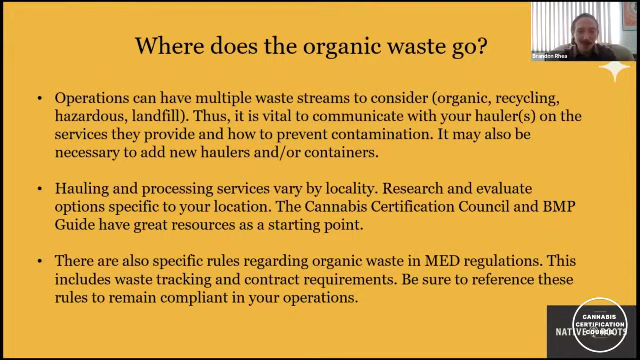 Where does the organic waste go?
Brandon Rhea
• Operations can have multiple waste streams to consider (organic, recycling,
hazardous, landfill). Thus, it is vital to communicate with your hauler(s) on the
services they provide and how to prevent contamination. It may also be
necessary to add new haulers and/or containers.
• Hauling and processing services vary by locality. Research and evaluate
options specific to your location. The Cannabis Certification Council and BMP
Guide have great resources as a starting point.
• There are also specific rules regarding organic waste in MED regulations. This
includes waste tracking and contract requirements. Be sure to reference these
rules to remain compliant in your operations.
CANNABIS
CERTIFICATION
COUNCIL